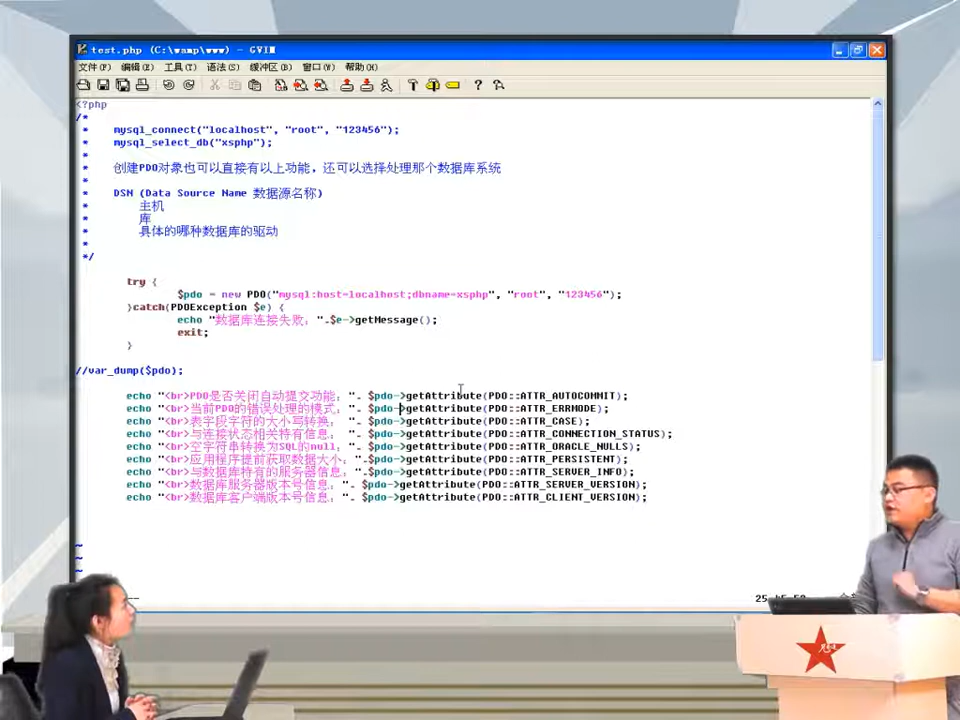 test.php (C:\wamp\www) - GVIM
文件(F) 编辑(E) 工具(T) 语法(S) 缓冲区(B) 窗口(W) 帮助(H)
<?php
/*
*    mysql_connect("localhost", "root", "123456");
*    mysql_select_db("xsphp");
*
*    创建PDO对象也可以直接有以上功能，还可以选择处理那个数据库系统
*
*    DSN (Data Source Name 数据源名称)
*        主机
*        库
*        具体的哪种数据库的驱动
*
*/
try {
$pdo = new PDO("mysql:host=localhost;dbname=xsphp", "root", "123456");
}catch(PDOException $e) {
echo "数据库连接失败：".$e->getMessage();
exit;
}
//var_dump($pdo);
echo "<br>PDO是否关闭自动提交功能：". $pdo->getAttribute(PDO::ATTR_AUTOCOMMIT);
echo "<br>当前PDO的错误处理的模式：". $pdo->getAttribute(PDO::ATTR_ERRMODE);
echo "<br>表字段字符的大小写转换：". $pdo->getAttribute(PDO::ATTR_CASE);
echo "<br>与连接状态相关特有信息：". $pdo->getAttribute(PDO::ATTR_CONNECTION_STATUS);
echo "<br>空字符串转换为SQL的null：". $pdo->getAttribute(PDO::ATTR_ORACLE_NULLS);
echo "<br>应用程序提前获取数据大小：". $pdo->getAttribute(PDO::ATTR_PERSISTENT);
echo "<br>与数据库特有的服务器信息：". $pdo->getAttribute(PDO::ATTR_SERVER_INFO);
echo "<br>数据库服务器版本号信息：". $pdo->getAttribute(PDO::ATTR_SERVER_VERSION);
echo "<br>数据库客户端版本号信息：". $pdo->getAttribute(PDO::ATTR_CLIENT_VERSION);
~
~
~